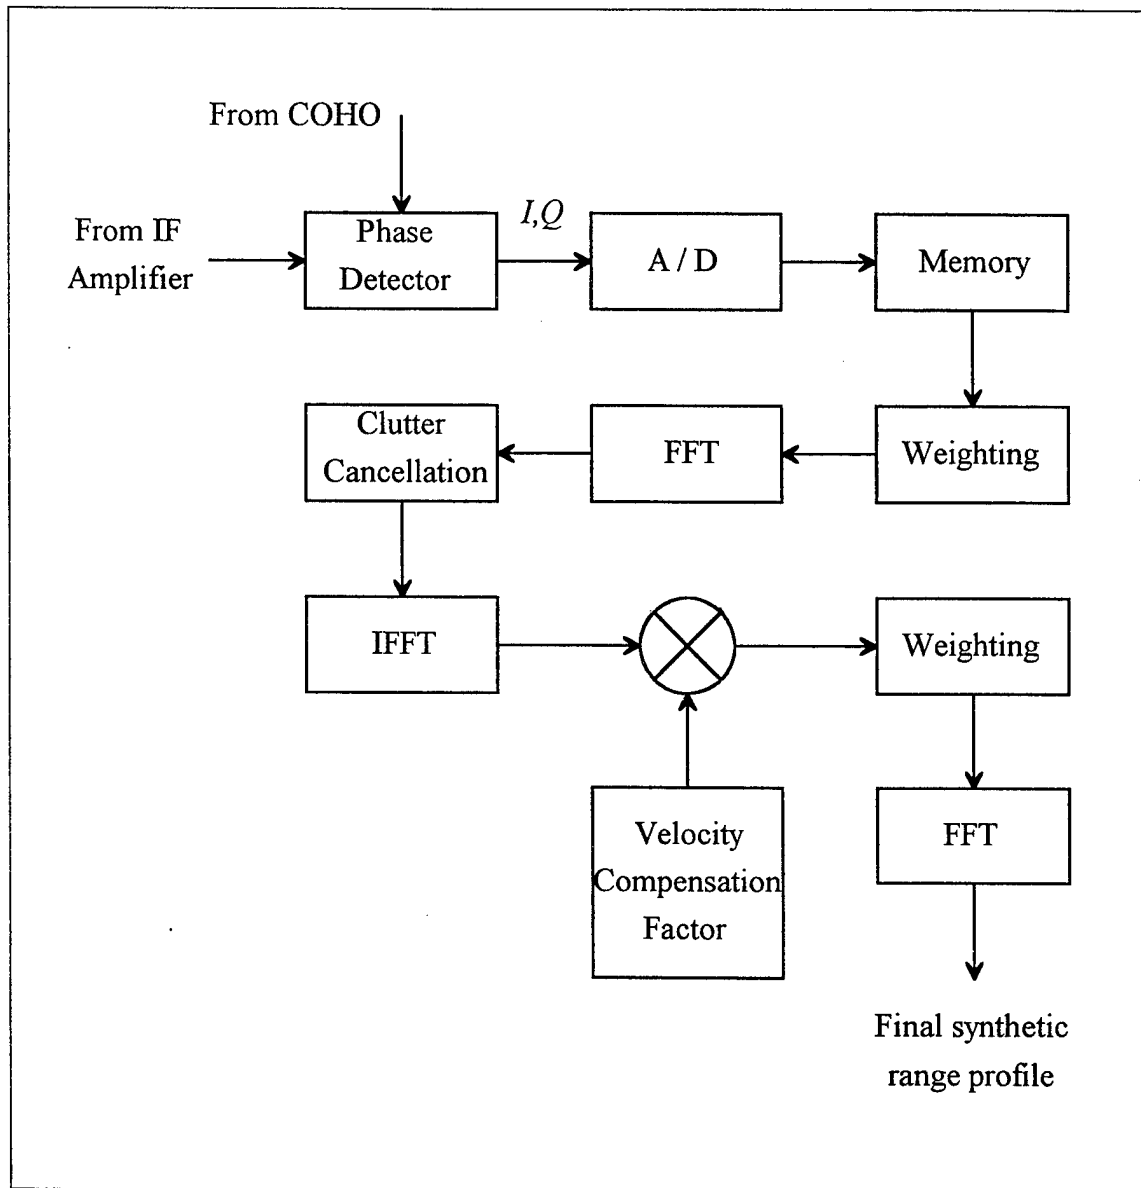 From COHO
From IF
Amplifier
Phase
Detector
I,Q
A / D
Memory
Clutter
Cancellation
FFT
Weighting
IFFT
Weighting
Velocity
Compensation
Factor
FFT
Final synthetic
range profile